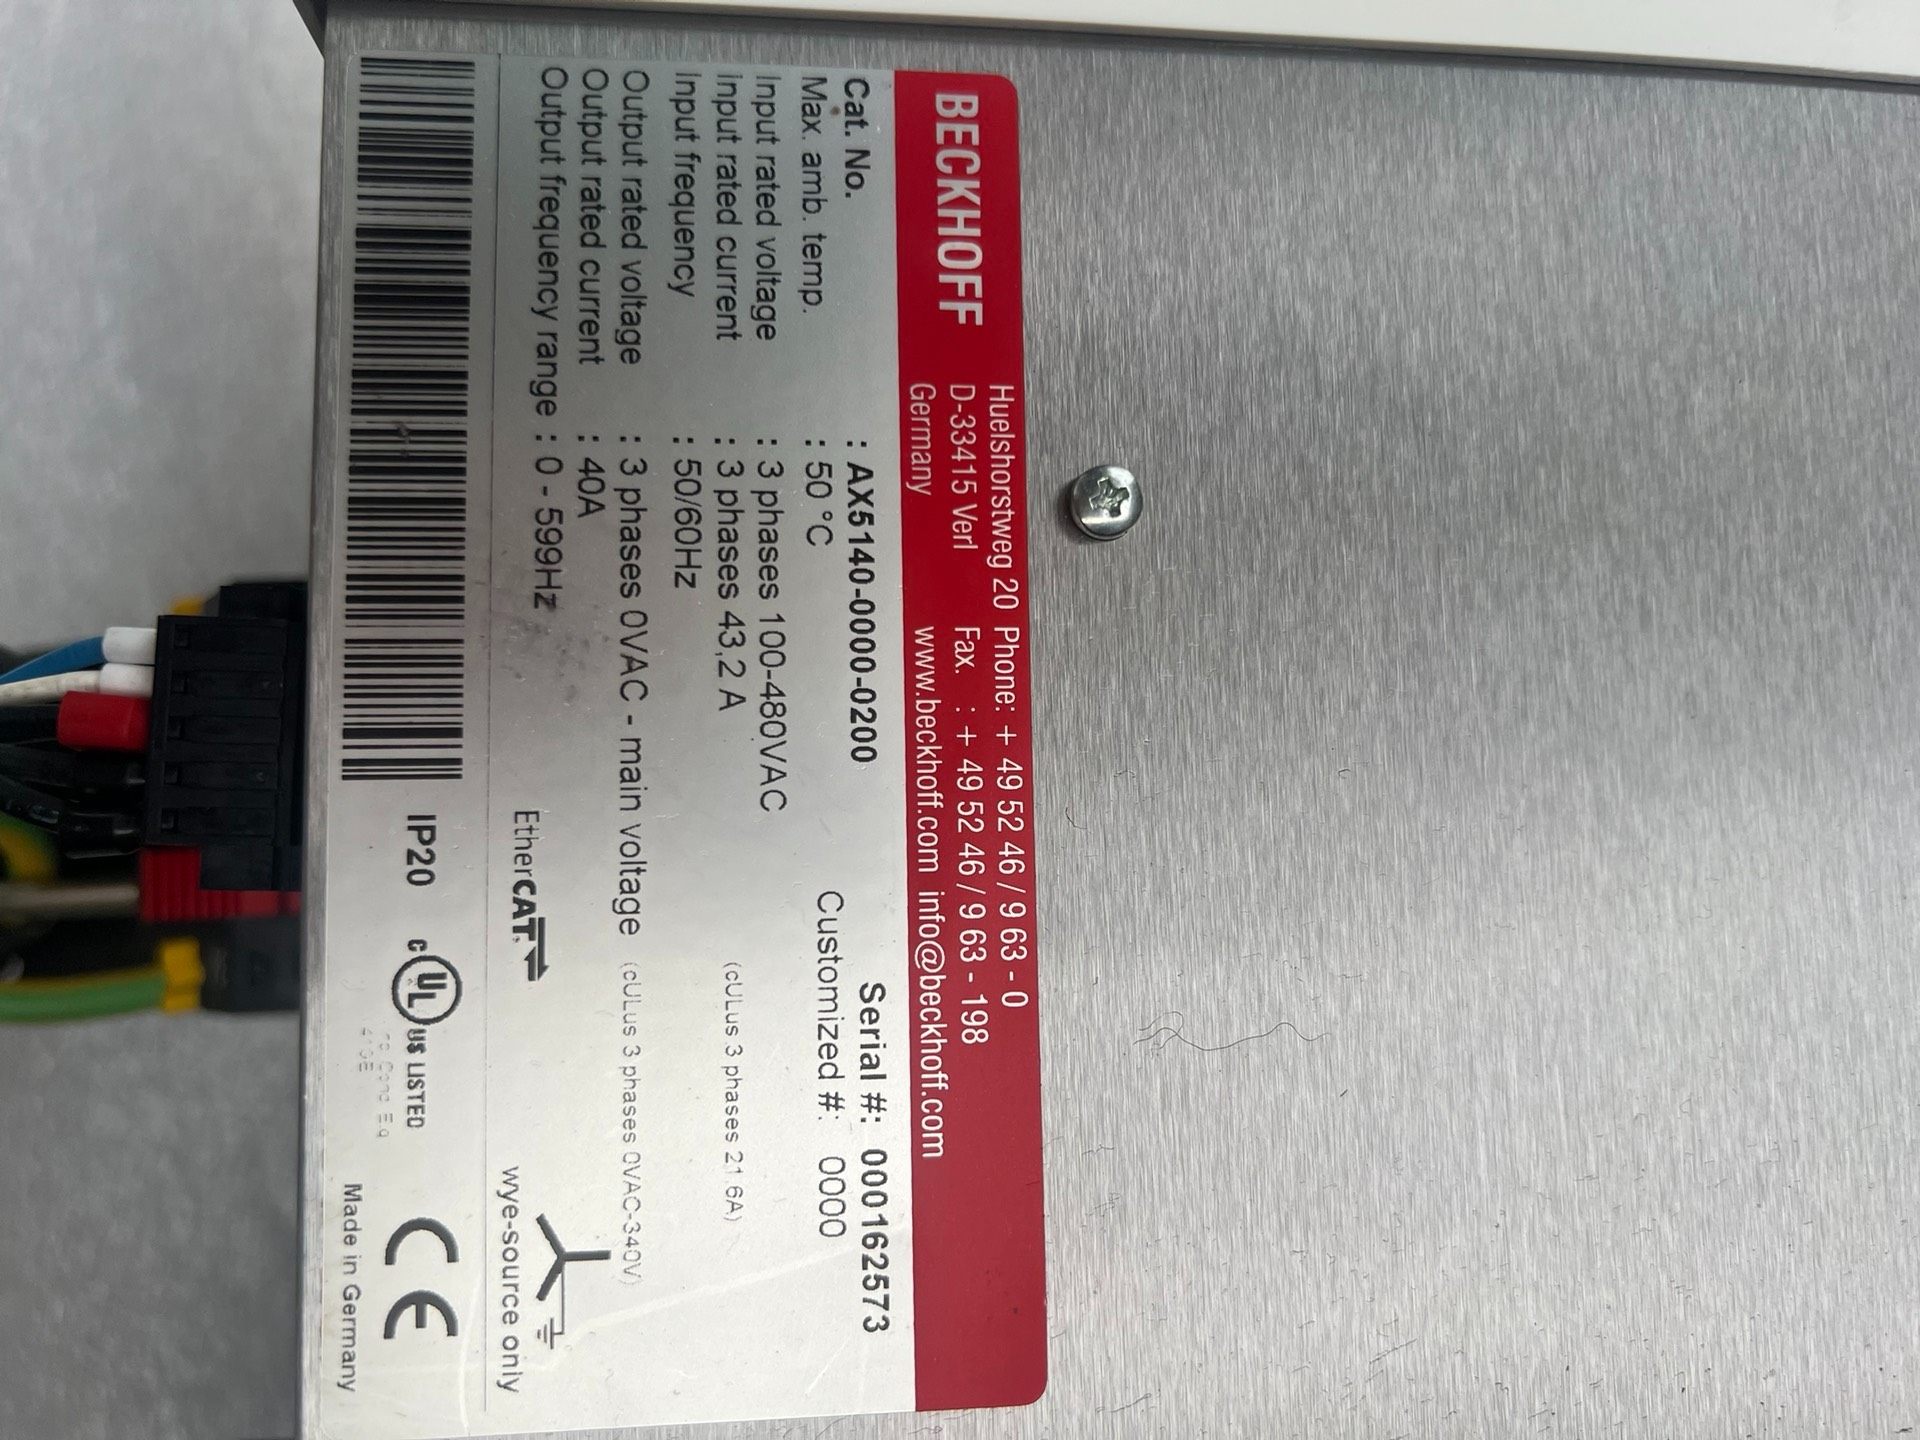 BECKHOFF
Huelshorstweg 20 Phone: + 49 52 46 / 9 63 - 0
D-33415 Verl Fax. : + 49 52 46 / 9 63 - 198
Germany www.beckhoff.com info@beckhoff.com
Cat. No. : AX5140-0000-0200 Serial #: 000162573
Max. amb. temp. : 50 °C Customized #: 0000
Input rated voltage : 3 phases 100-480VAC
Input rated current : 3 phases 43,2 A (cULus 3 phases 21.6A)
Input frequency : 50/60Hz
Output rated voltage : 3 phases 0VAC - main voltage (cULus 3 phases 0VAC-340V)
Output rated current : 40A
Output frequency range : 0 - 599Hz
EtherCAT
wye-source only
IP20 c UL US LISTED CE
Made in Germany